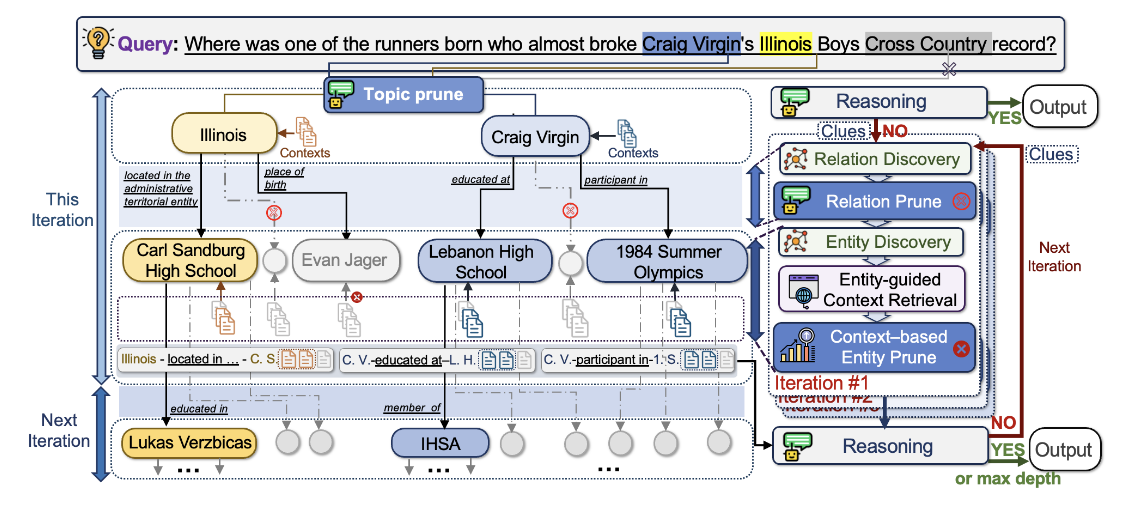 Query: Where was one of the runners born who almost broke Craig Virgin's Illinois Boys Cross Country record?
Topic prune
Illinois
Contexts
Craig Virgin
Contexts
This
Iteration
located in the
administrative
territorial entity
place of
birth
educated at
participant in
Carl Sandburg
High School
Evan Jager
Lebanon High
School
1984 Summer
Olympics
Illinois - located in ... - C. S.
C. V.-educated at–L. H.
C. V.-participant in-1. S.
Next
Iteration
educated in
member of
Lukas Verzbicas
IHSA
...
...
...
Reasoning
YES
Output
Clues
NO
Clues
Relation Discovery
Relation Prune
Entity Discovery
Entity-guided
Context Retrieval
Context–based
Entity Prune
Iteration #1
Iteration #2
Iteration #3
Next
Iteration
NO
Reasoning
YES
Output
or max depth